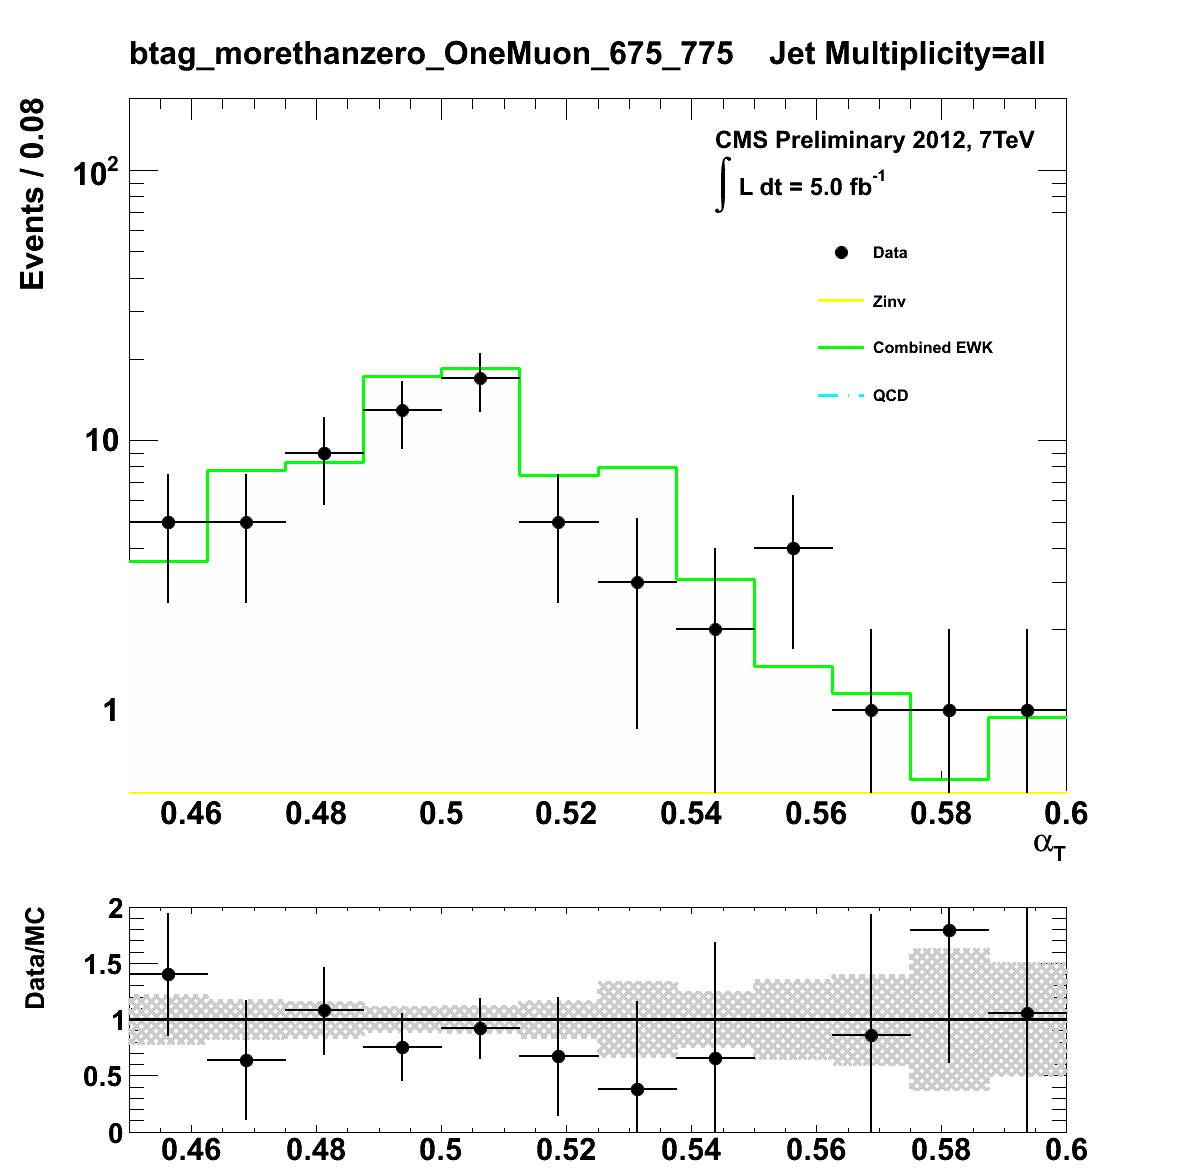 btag_morethanzero_OneMuon_675_775 Jet Multiplicity=all
Events / 0.08
CMS Preliminary 2012, 7TeV
∫ L dt = 5.0 fb⁻¹
Data
Zinv
Combined EWK
QCD
10²
10
1
0.46 0.48 0.5 0.52 0.54 0.56 0.58 0.6
α_T
Data/MC
2
1.5
1
0.5
0
0.46 0.48 0.5 0.52 0.54 0.56 0.58 0.6